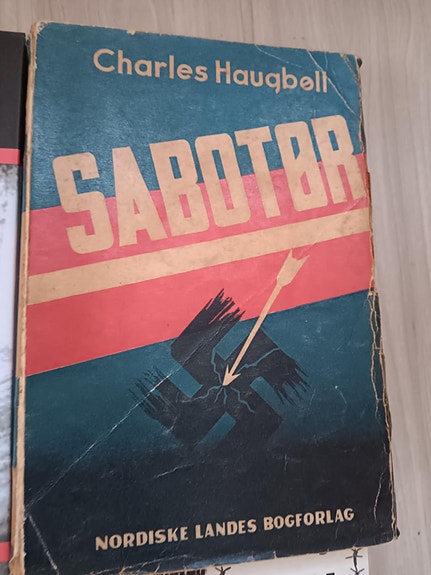 Charles Haugbøll
SABOTØR
NORDISKE LANDES BOGFORLAG